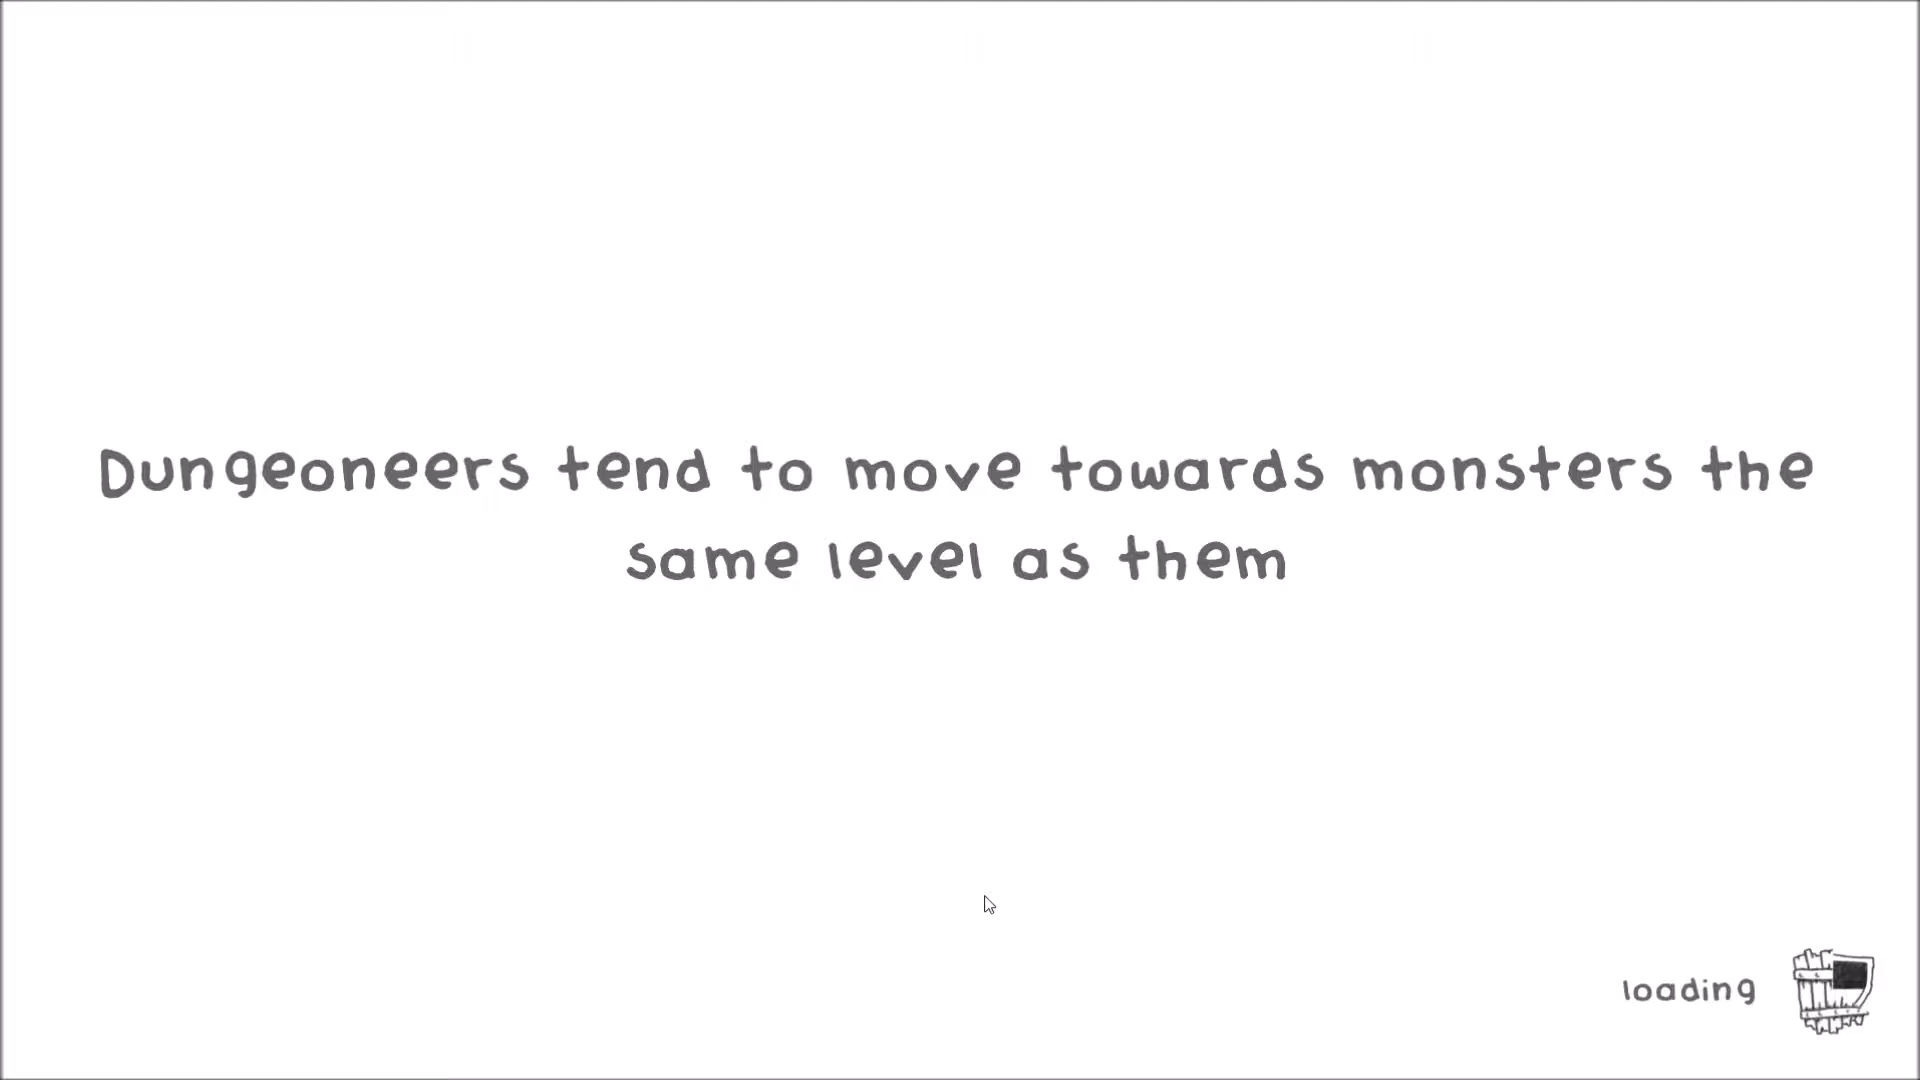 Dungeoneers tend to move towards monsters the
same level as them
loading